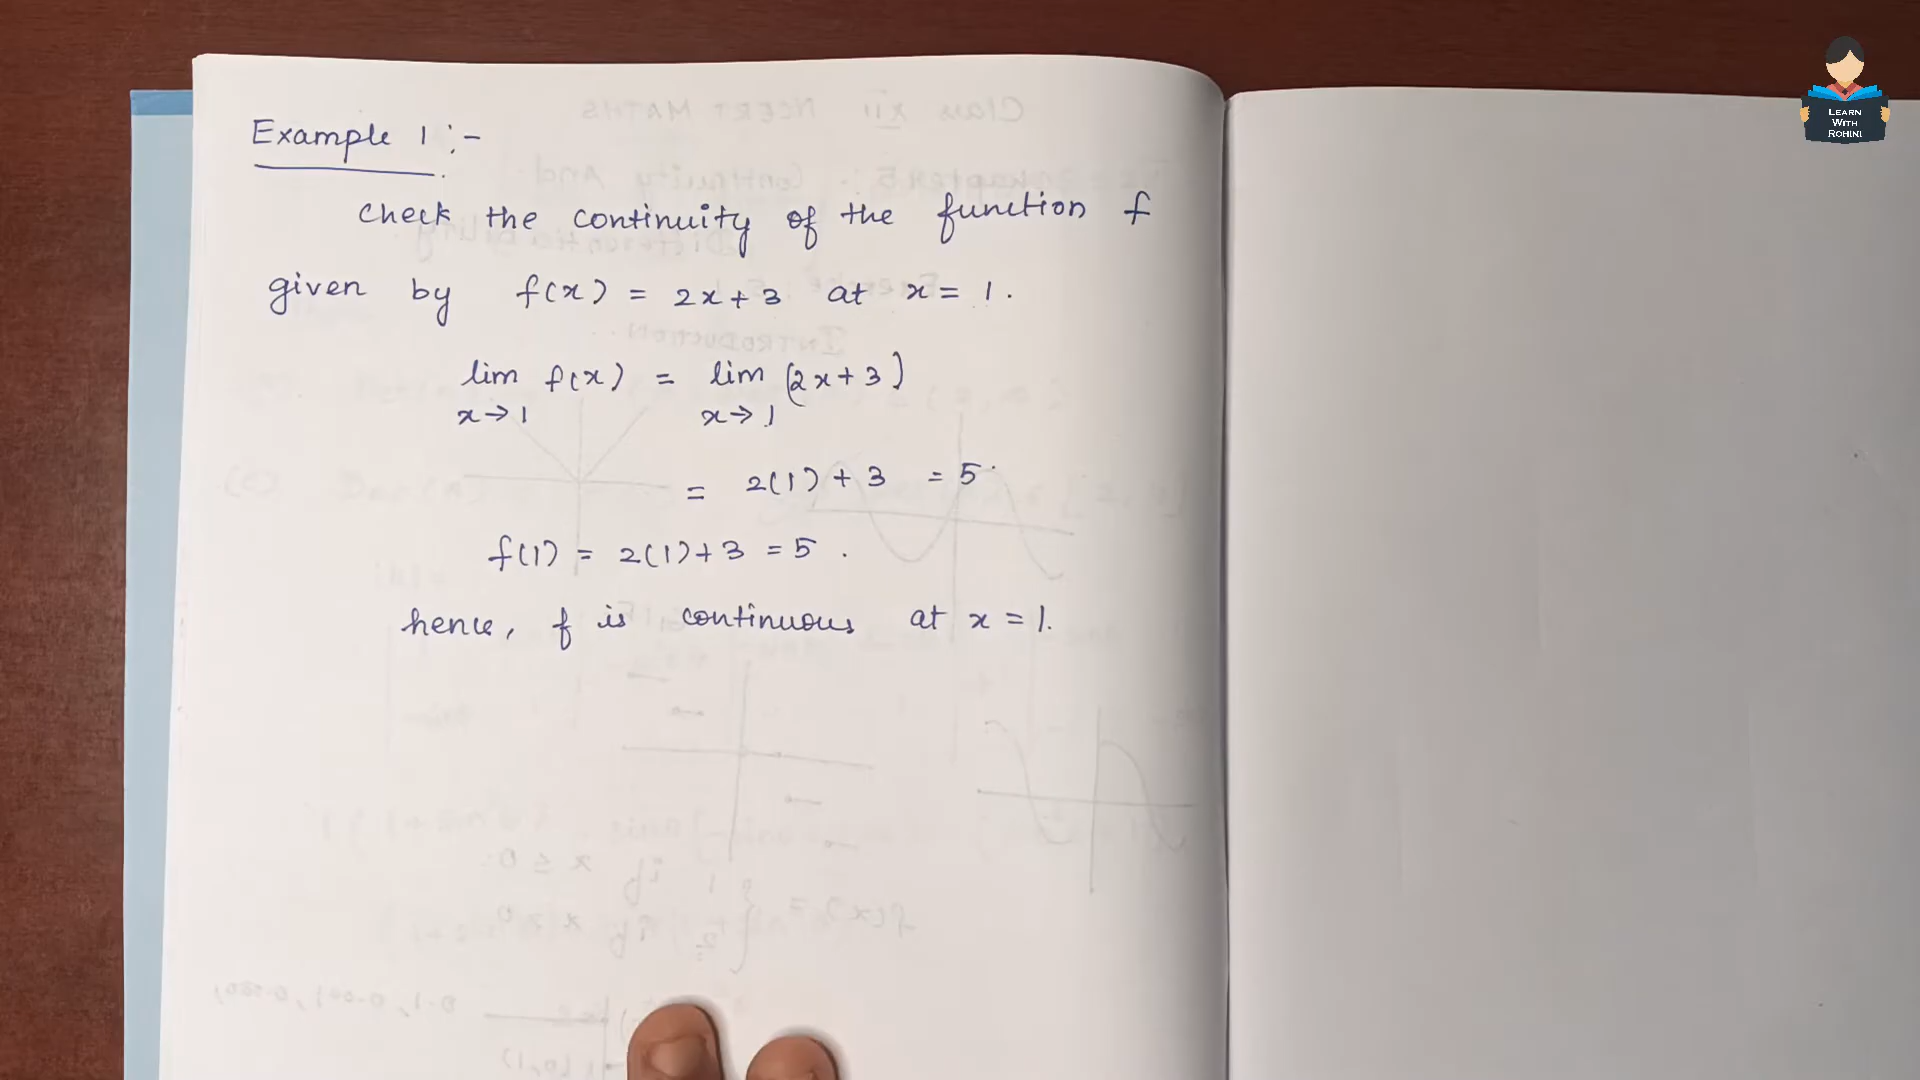 Example 1 :-
Check the continuity of the function f
given by f(x) = 2x+3 at x = 1.
lim f(x) = lim (2x+3)
x→1 x→1
= 2(1)+3 = 5.
f(1) = 2(1)+3 = 5.
hence, f is continuous at x = 1.
LEARN
WITH
ROHINI